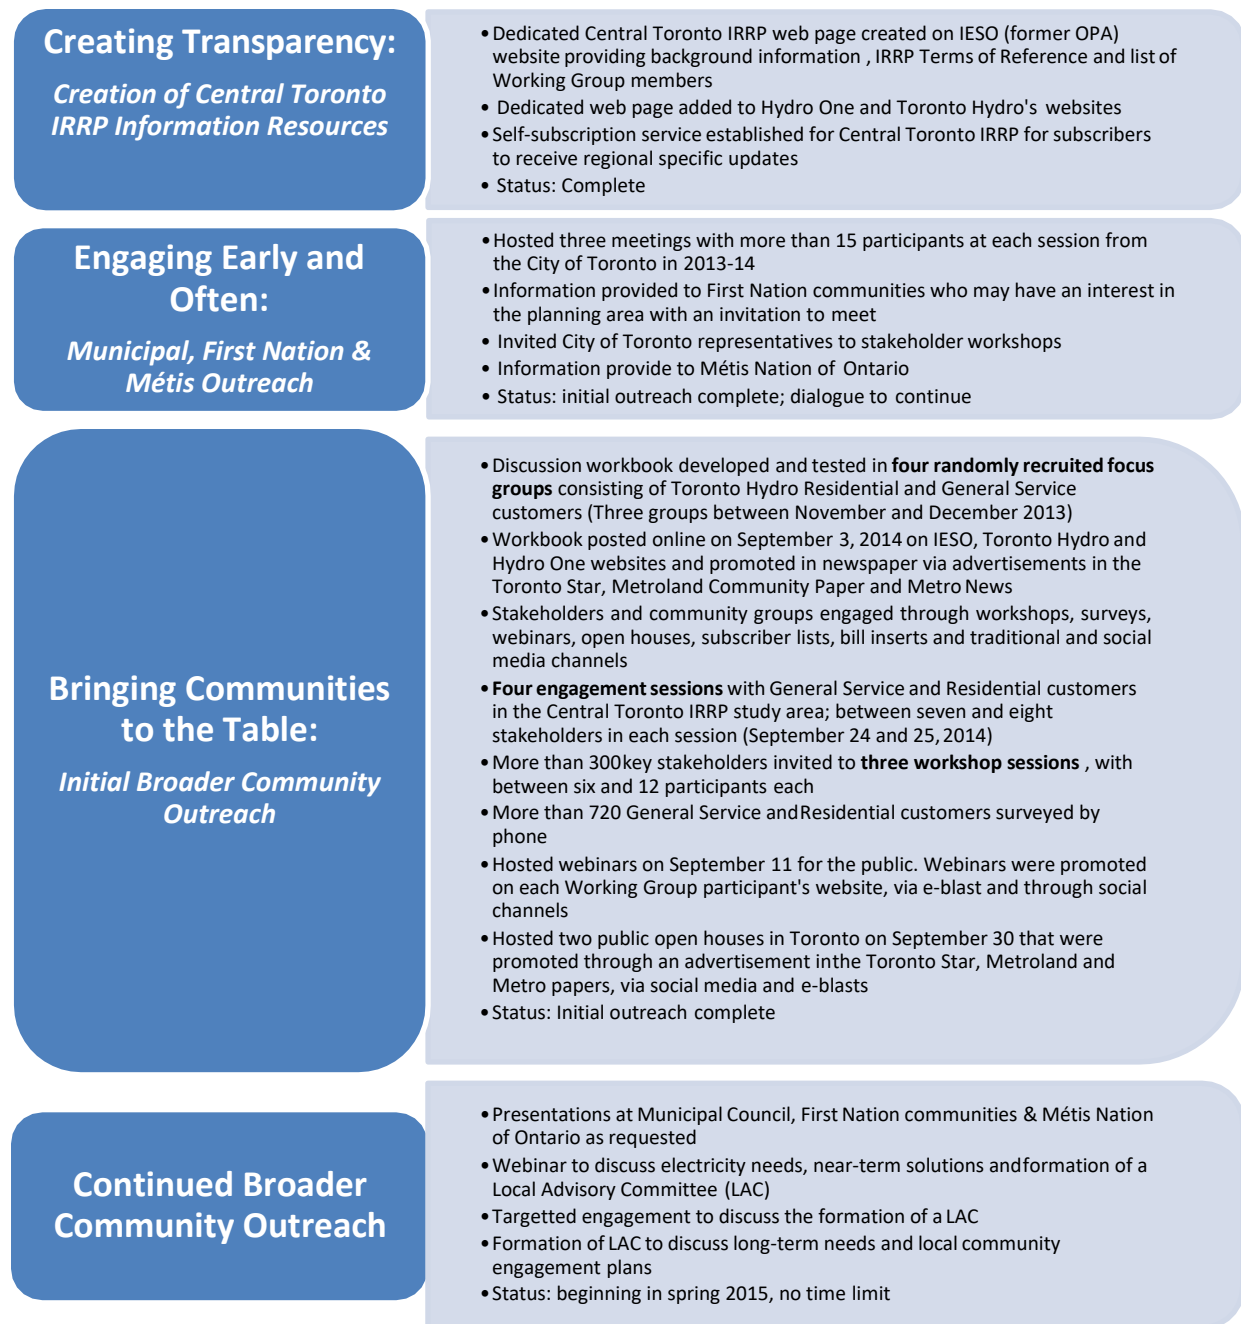 Creating Transparency:
Creation of Central Toronto
IRRP Information Resources
•Dedicated Central Toronto IRRP web page created on IESO (former OPA)
website providing background information , IRRP Terms of Reference and list of
Working Group members
• Dedicated web page added to Hydro One and Toronto Hydro's websites
•Self-subscription service established for Central Toronto IRRP for subscribers
to receive regional specific updates
• Status: Complete
Engaging Early and
Often:
Municipal, First Nation &
Métis Outreach
•Hosted three meetings with more than 15 participants at each session from
the City of Toronto in 2013-14
•Information provided to First Nation communities who may have an interest in
the planning area with an invitation to meet
• Invited City of Toronto representatives to stakeholder workshops
• Information provide to Métis Nation of Ontario
• Status: initial outreach complete; dialogue to continue
Bringing Communities
to the Table:
Initial Broader Community
Outreach
•Discussion workbook developed and tested in four randomly recruited focus
groups consisting of Toronto Hydro Residential and General Service
customers (Three groups between November and December 2013)
•Workbook posted online on September 3, 2014 on IESO, Toronto Hydro and
Hydro One websites and promoted in newspaper via advertisements in the
Toronto Star, Metroland Community Paper and Metro News
•Stakeholders and community groups engaged through workshops, surveys,
webinars, open houses, subscriber lists, bill inserts and traditional and social
media channels
•Four engagement sessions with General Service and Residential customers
in the Central Toronto IRRP study area; between seven and eight
stakeholders in each session (September 24 and 25, 2014)
•More than 300key stakeholders invited to three workshop sessions , with
between six and 12 participants each
•More than 720 General Service andResidential customers surveyed by
phone
•Hosted webinars on September 11 for the public. Webinars were promoted
on each Working Group participant's website, via e-blast and through social
channels
•Hosted two public open houses in Toronto on September 30 that were
promoted through an advertisement inthe Toronto Star, Metroland and
Metro papers, via social media and e-blasts
•Status: Initial outreach complete
Continued Broader
Community Outreach
•Presentations at Municipal Council, First Nation communities & Métis Nation
of Ontario as requested
•Webinar to discuss electricity needs, near-term solutions andformation of a
Local Advisory Committee (LAC)
•Targetted engagement to discuss the formation of a LAC
•Formation of LAC to discuss long-term needs and local community
engagement plans
•Status: beginning in spring 2015, no time limit